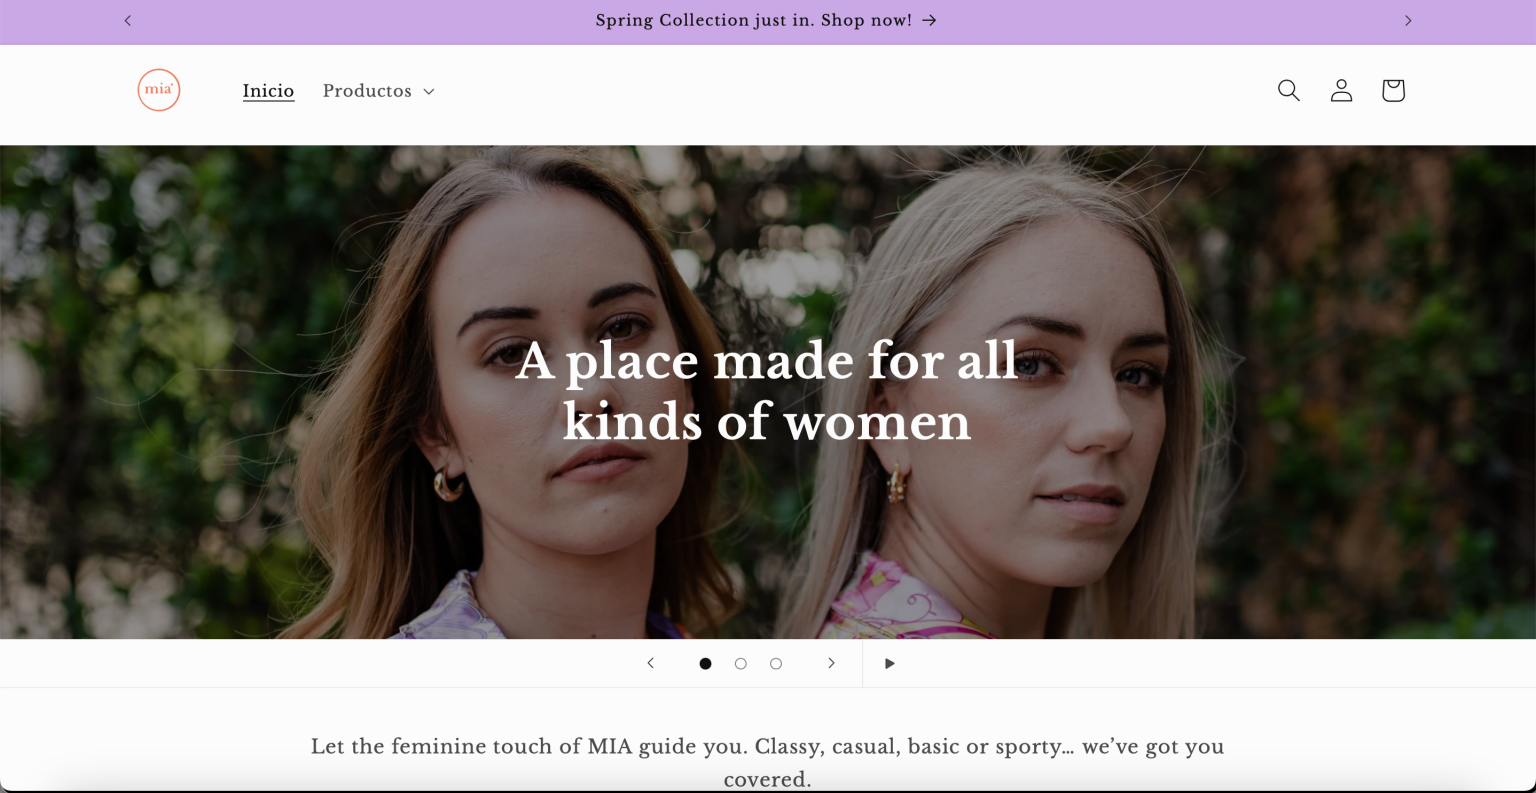 Spring Collection just in. Shop now! →
mia
Inicio
Productos
A place made for all
kinds of women
Let the feminine touch of MIA guide you. Classy, casual, basic or sporty… we’ve got you
covered.